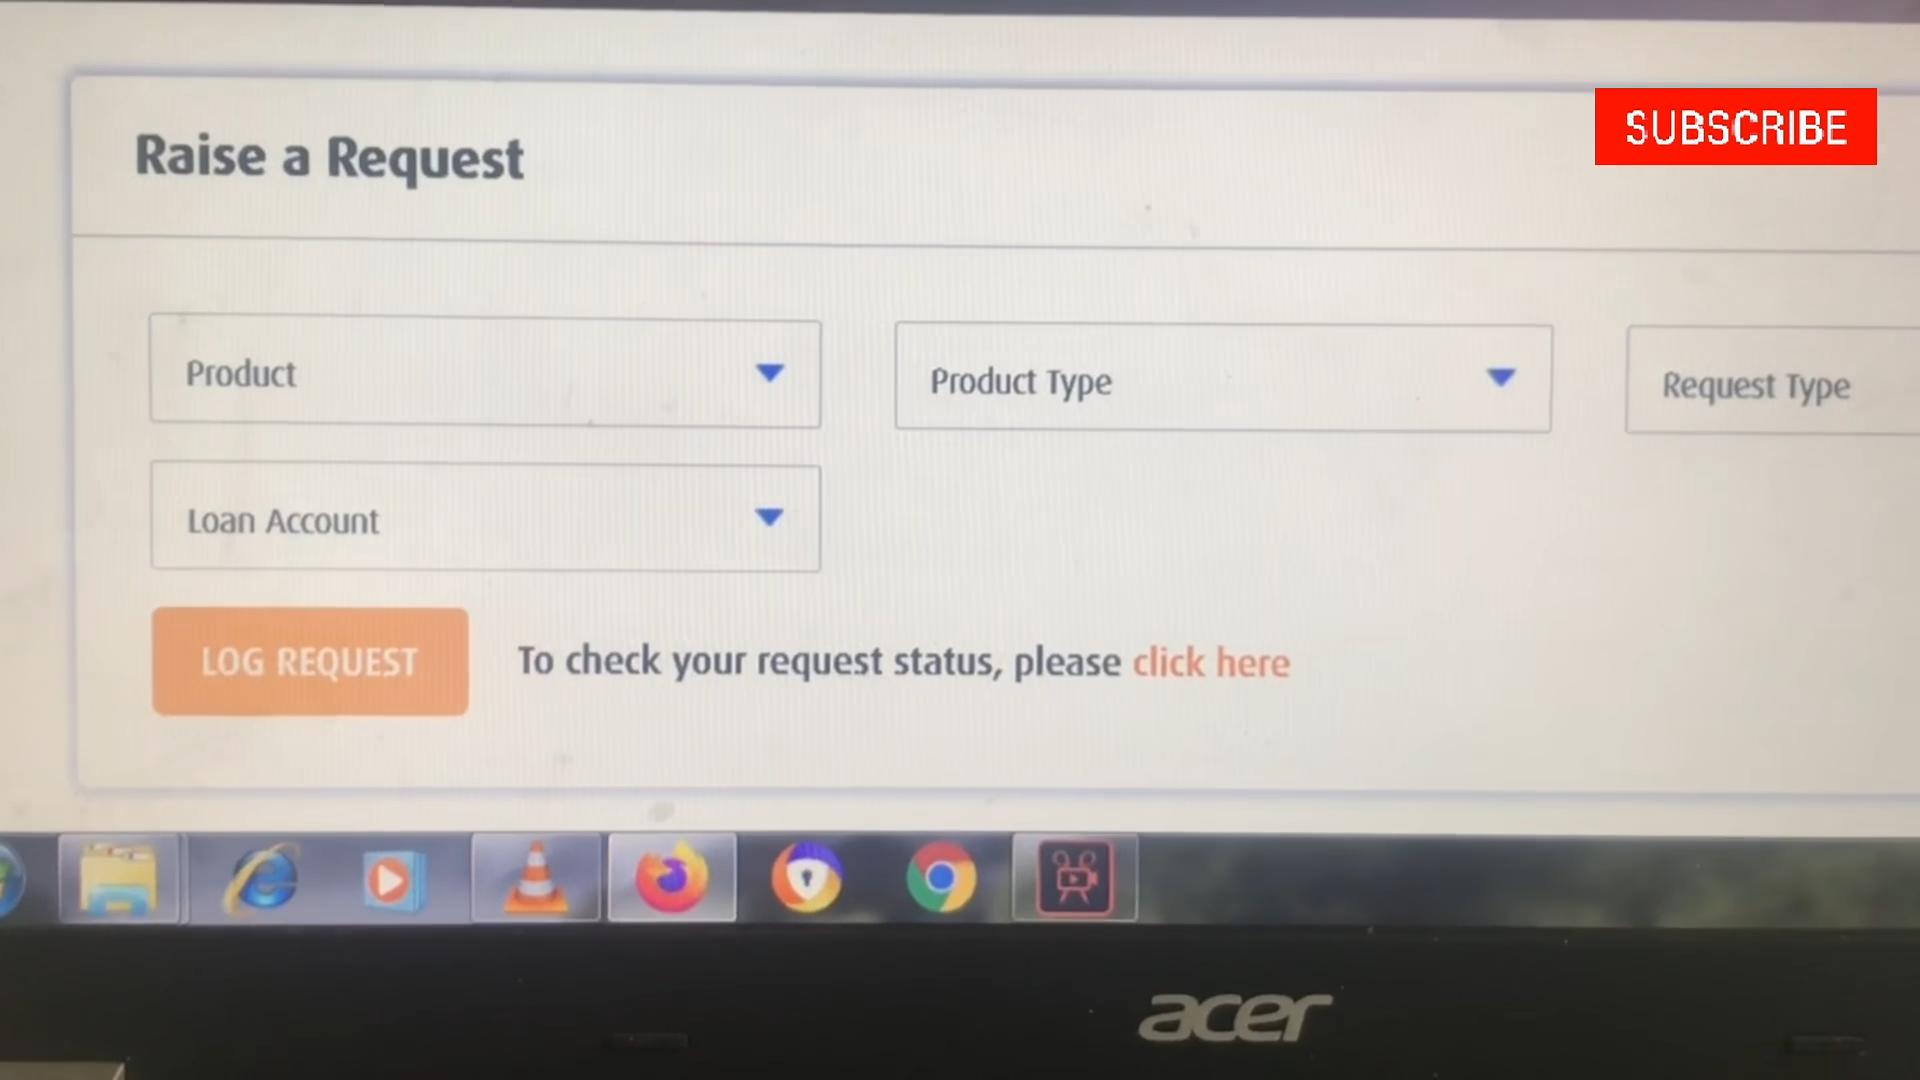 SUBSCRIBE
Raise a Request
Product
Product Type
Request Type
Loan Account
LOG REQUEST
To check your request status, please click here
acer